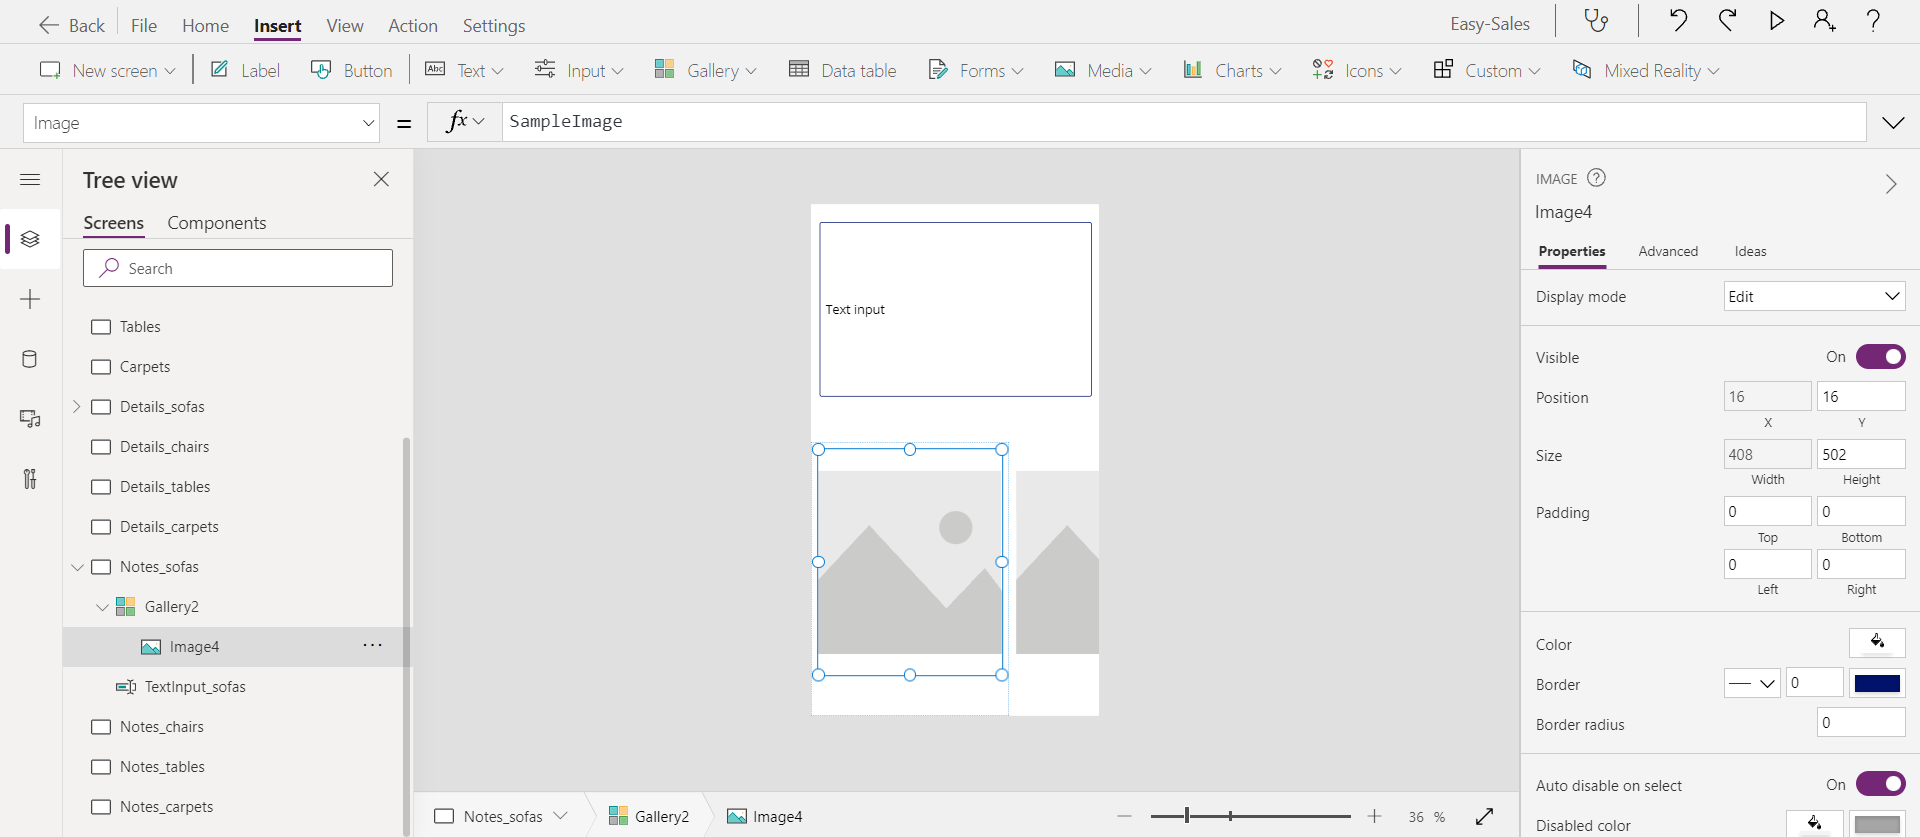 Back File Home Insert View Action Settings Easy-Sales
New screen Label Button Abc Text Input Gallery Data table Forms Media Charts Icons Custom Mixed Reality
Image = fx SampleImage
Tree view
Screens Components
Search
Tables
Carpets
Details_sofas
Details_chairs
Details_tables
Details_carpets
Notes_sofas
Gallery2
Image4 ...
TextInput_sofas
Notes_chairs
Notes_tables
Notes_carpets
Text input
Notes_sofas Gallery2 Image4 36 %
IMAGE ?
Image4
Properties Advanced Ideas
Display mode Edit
Visible On
Position 16 16
X Y
Size 408 502
Width Height
Padding 0 0
Top Bottom
0 0
Left Right
Color
Border 0
Border radius 0
Auto disable on select On
Disabled color